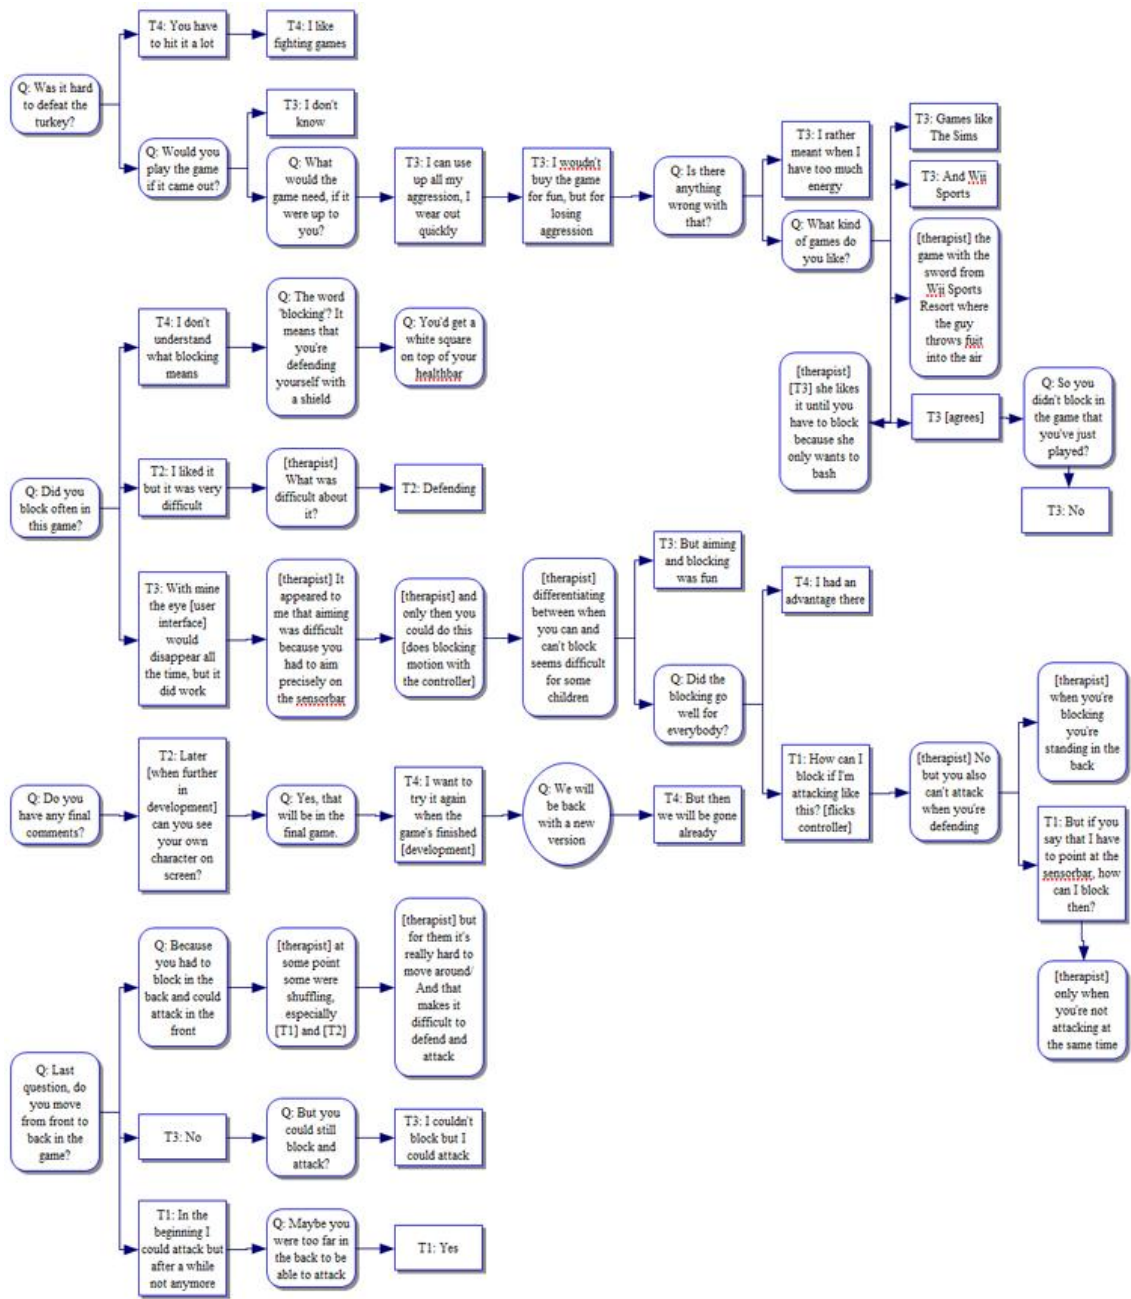 T4: You have
to hit it a lot
T4: I like
fighting games
Q: Was it hard
to defeat the
turkey?
Q: Would you
play the game
if it came out?
T3: I don't
know
Q: What
would the
game need, if it
were up to
you?
T3: I can use
up all my
aggression, I
wear out
quickly
T3: I woudn't
buy the game
for fun, but for
losing
aggression
Q: Is there
anything
wrong with
that?
T3: I rather
meant when I
have too much
energy
Q: What kind
of games do
you like?
T3: Games like
The Sims
T3: And Wii
Sports
[therapist] the
game with the
sword from
Wii Sports
Resort where
the guy
throws fuit
into the air
[therapist]
[T3] she likes
it until you
have to block
because she
only wants to
bash
T3 [agrees]
Q: So you
didn't block in
the game that
you've just
played?
T3: No
Q: Did you
block often in
this game?
T4: I don't
understand
what blocking
means
Q: The word
'blocking'? It
means that
you're
defending
yourself with
a shield
Q: You'd get a
white square
on top of your
healthbar
T2: I liked it
but it was very
difficult
[therapist]
What was
difficult about
it?
T2: Defending
T3: With mine
the eye [user
interface]
would
disappear all
the time, but it
did work
[therapist] It
appeared to
me that aiming
was difficult
because you
had to aim
precisely on
the sensorbar
[therapist] and
only then you
could do this
[does blocking
motion with
the controller]
[therapist]
differentiating
between when
you can and
can't block
seems difficult
for some
children
T3: But aiming
and blocking
was fun
Q: Did the
blocking go
well for
everybody?
T4: I had an
advantage
there
T1: How can I
block if I'm
attacking like
this? [flicks
controller]
[therapist] No
but you also
can't attack
when you're
defending
[therapist]
when you're
blocking
you're
standing in the
back
T1: But if you
say that I have
to point at the
sensorbar, how
can I block
then?
[therapist]
only when
you're not
attacking at
the same time
Q: Do you
have any final
comments?
T2: Later
[when further
in
development]
can you see
your own
character on
screen?
Q: Yes, that
will be in the
final game.
T4: I want to
try it again
when the
game's finished
[development]
Q: We will
be back
with a new
version
T4: But then
we will be gone
already
Q: Last
question, do
you move
from front to
back in the
game?
Q: Because
you had to
block in the
back and could
attack in the
front
[therapist] at
some point
some were
shuffling,
especially
[T1] and [T2]
[therapist] but
for them it's
really hard to
move around/
And that
makes it
difficult to
defend and
attack
T3: No
Q: But you
could still
block and
attack?
T3: I couldn't
block but I
could attack
T1: In the
beginning I
could attack but
after a while
not anymore
Q: Maybe you
were too far in
the back to be
able to attack
T1: Yes